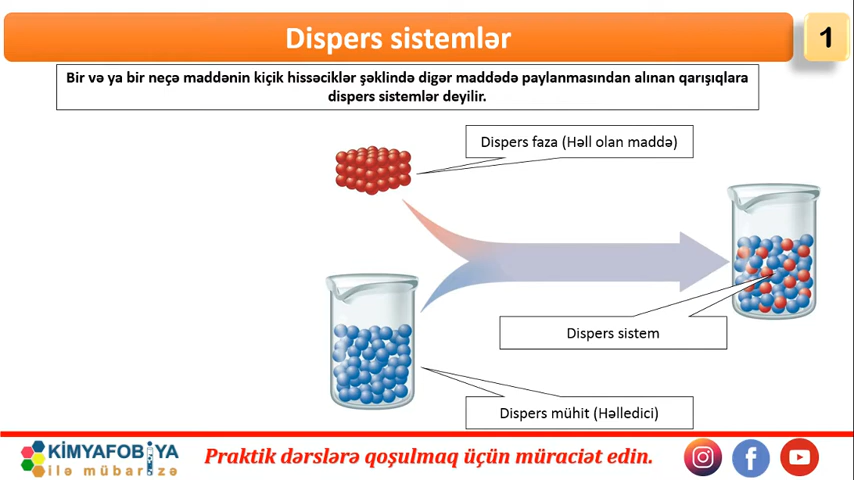 Dispers sistemlər
1
Bir və ya bir neçə maddənin kiçik hissəciklər şəklində digər maddədə paylanmasından alınan qarışıqlara
dispers sistemlər deyilir.
Dispers faza (Həll olan maddə)
Dispers sistem
Dispers mühit (Həlledici)
KİMYAFOBİYA
ilə mübarizə
Praktik dərslərə qoşulmaq üçün müraciət edin.